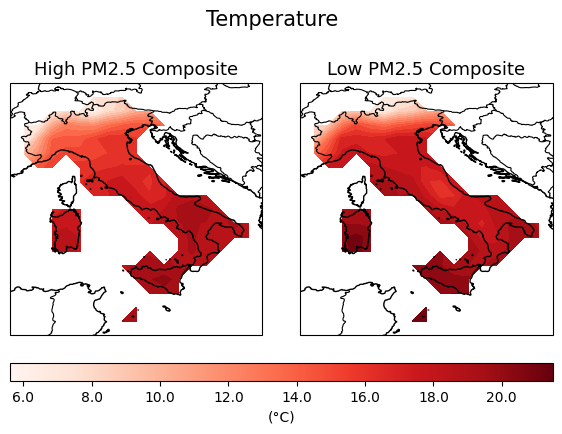 Temperature
High PM2.5 Composite
Low PM2.5 Composite
6.0 8.0 10.0 12.0 14.0 16.0 18.0 20.0
(°C)